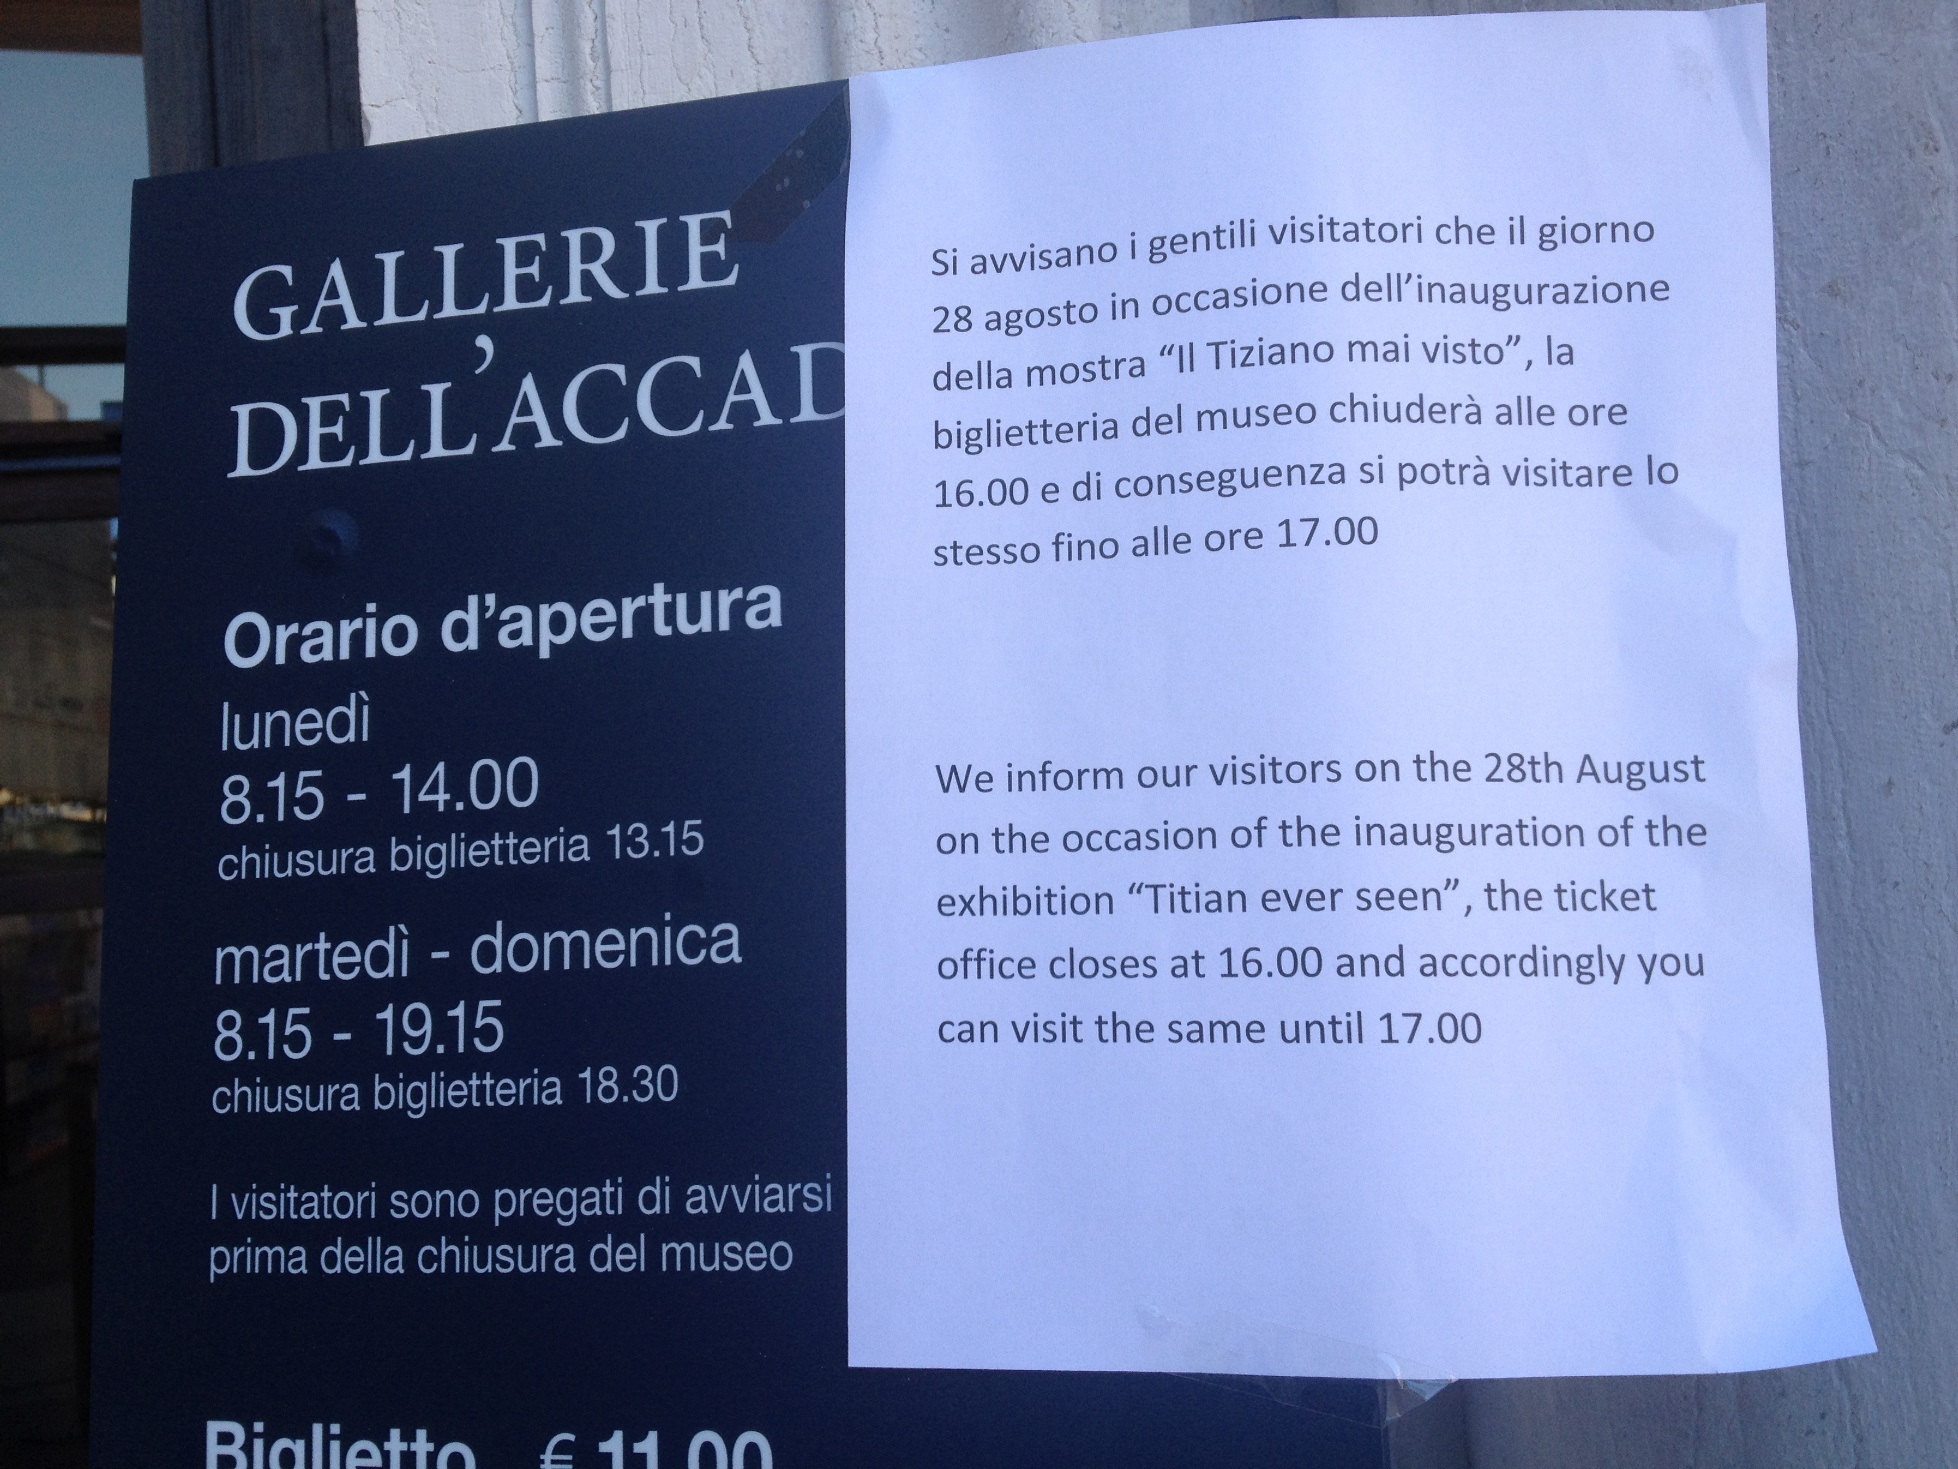 GALLERIE
DELL'ACCAD
Orario d'apertura
lunedì
8.15 - 14.00
chiusura biglietteria 13.15
martedì - domenica
8.15 - 19.15
chiusura biglietteria 18.30
I visitatori sono pregati di avviarsi
prima della chiusura del museo
Biglietto € 11,00
Si avvisano i gentili visitatori che il giorno
28 agosto in occasione dell'inaugurazione
della mostra “Il Tiziano mai visto”, la
biglietteria del museo chiuderà alle ore
16.00 e di conseguenza si potrà visitare lo
stesso fino alle ore 17.00
We inform our visitors on the 28th August
on the occasion of the inauguration of the
exhibition “Titian ever seen”, the ticket
office closes at 16.00 and accordingly you
can visit the same until 17.00